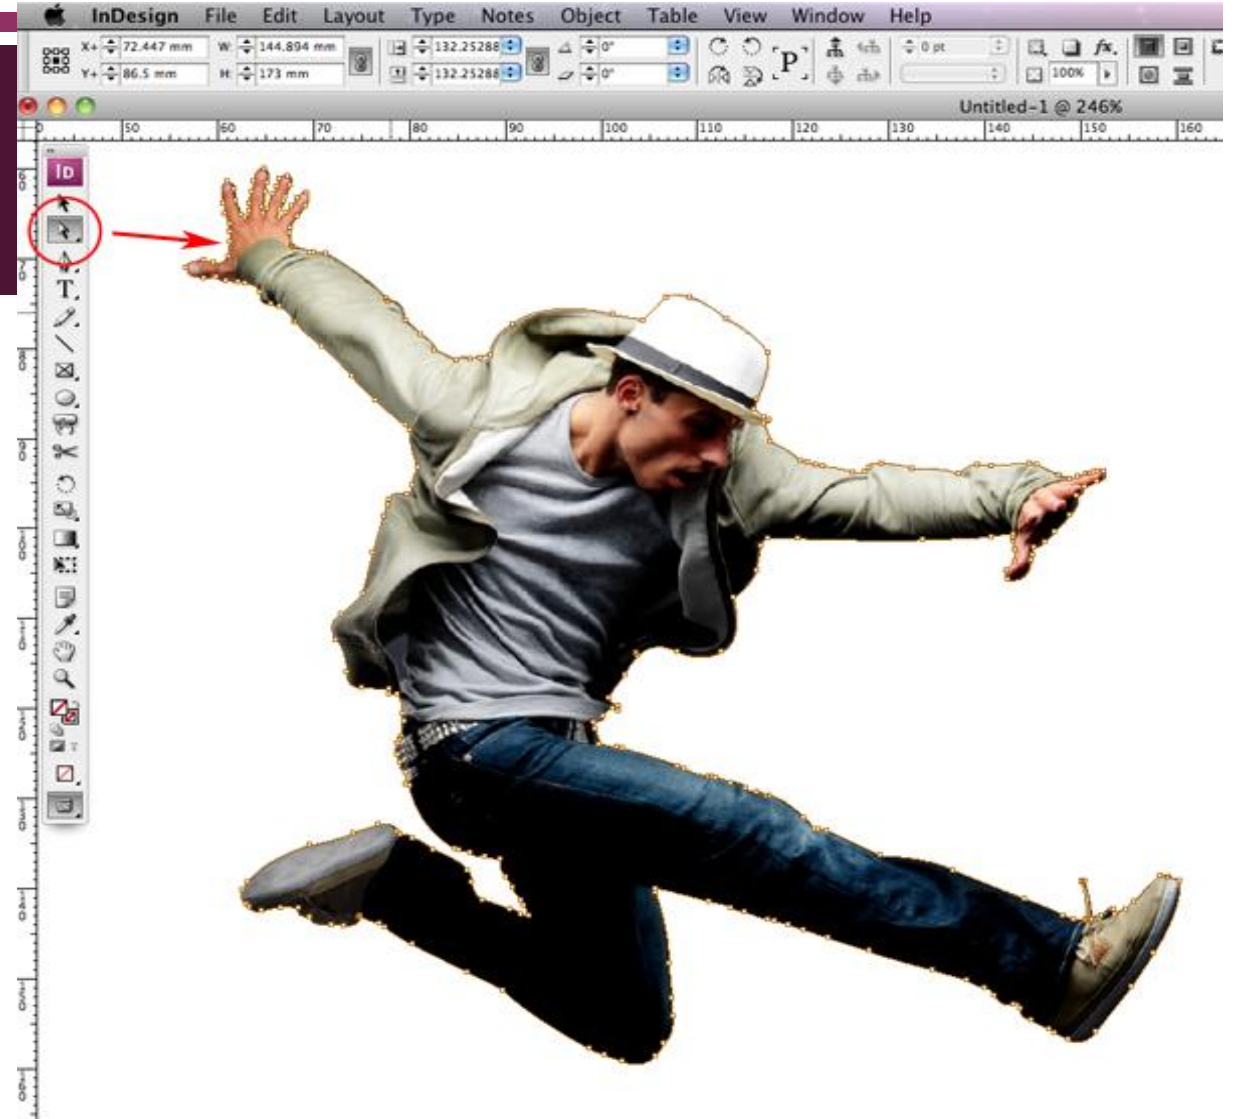 InDesign File Edit Layout Type Notes Object Table View Window Help
X+ 72.447 mm W: 144.894 mm 132.25288 0° P 0 pt fx.
Y+ 86.5 mm H: 173 mm 132.25288 0° 100%
Untitled-1 @ 246%
50 60 70 80 90 100 110 120 130 140 150 160
ID
T